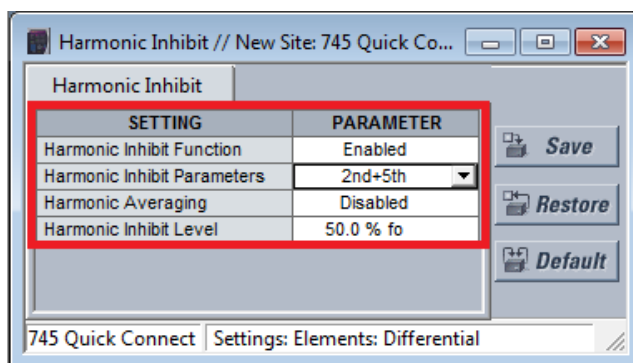 Harmonic Inhibit // New Site: 745 Quick Co...
Harmonic Inhibit
SETTING PARAMETER
Harmonic Inhibit Function Enabled
Harmonic Inhibit Parameters 2nd+5th
Harmonic Averaging Disabled
Harmonic Inhibit Level 50.0 % fo
Save
Restore
Default
745 Quick Connect Settings: Elements: Differential